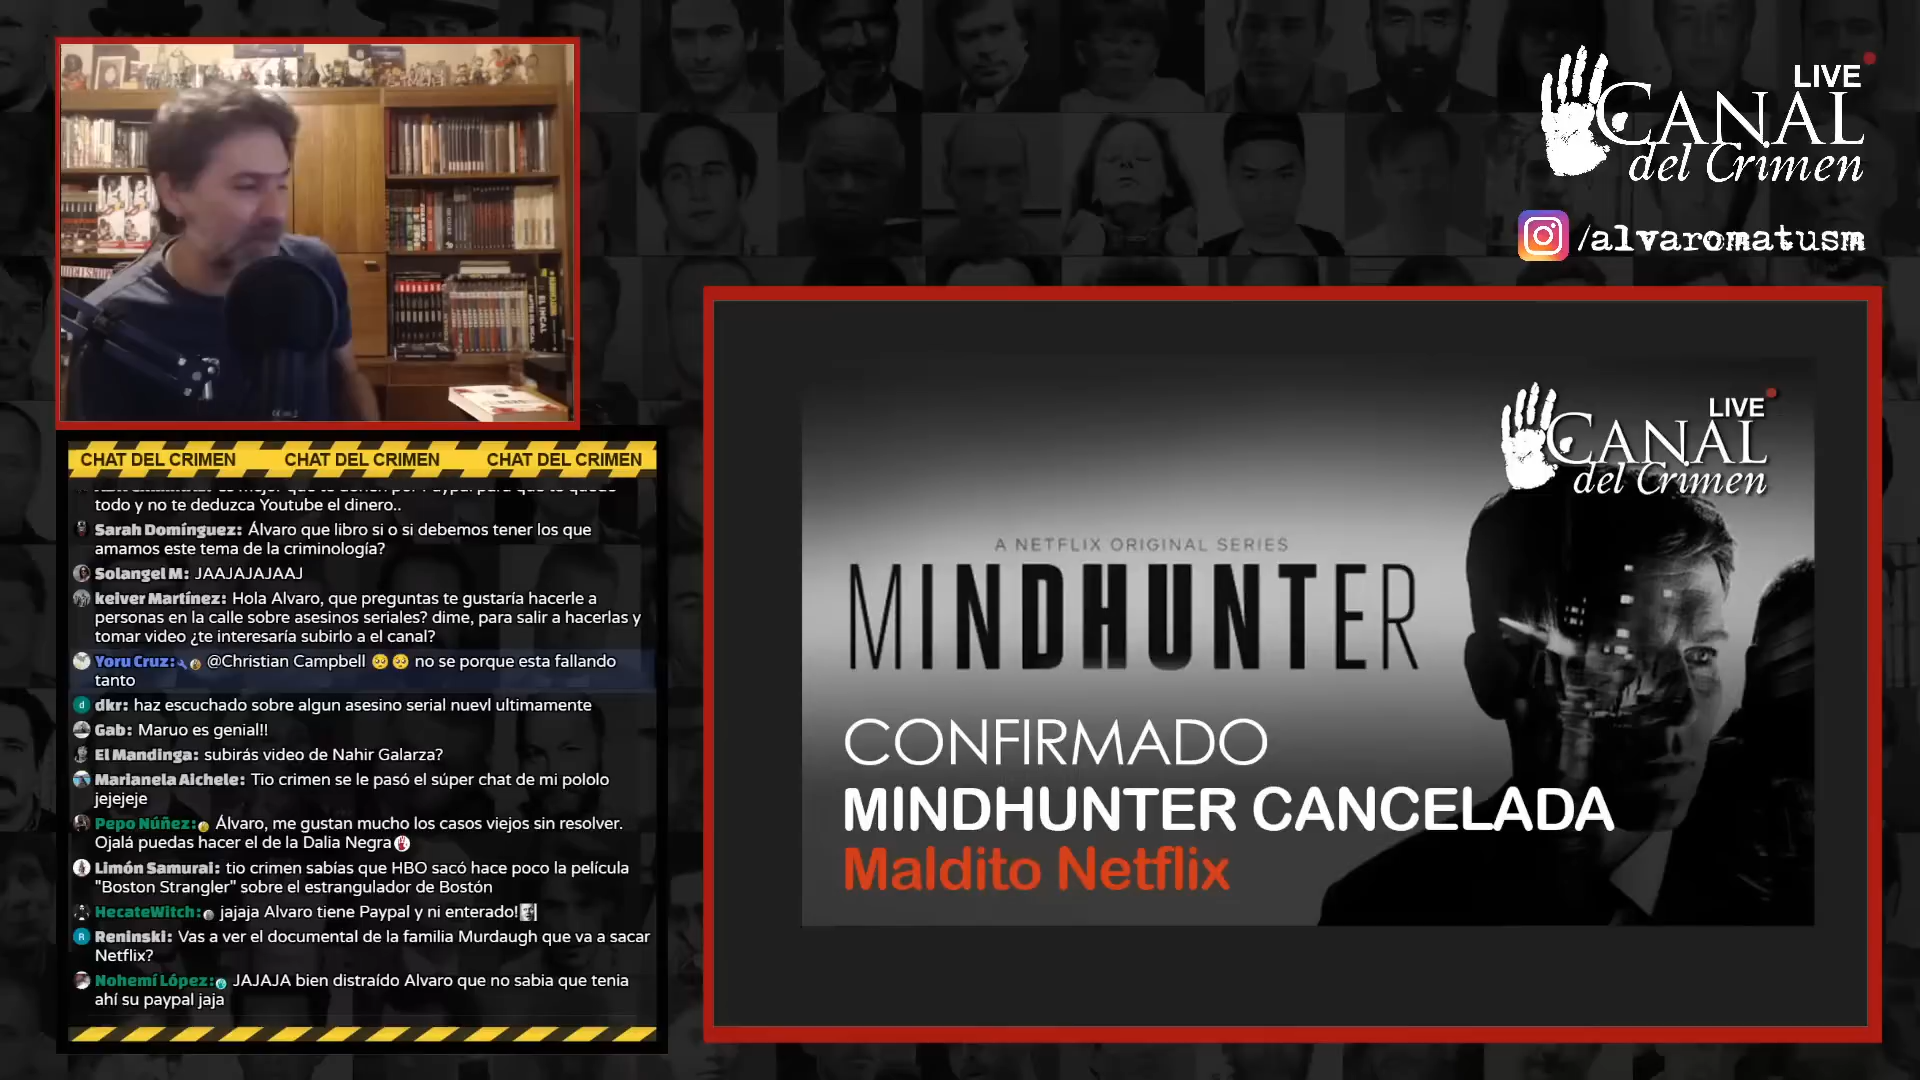 LIVE
CANAL
del Crimen
/alvaromatusm
CHAT DEL CRIMEN CHAT DEL CRIMEN CHAT DEL CRIMEN
todo y no te deduzca Youtube el dinero..
Sarah Domínguez: Álvaro que libro si o si debemos tener los que
amamos este tema de la criminología?
Solangel M: JAAJAJAJAAJ
keiver Martínez: Hola Alvaro, que preguntas te gustaría hacerle a
personas en la calle sobre asesinos seriales? dime, para salir a hacerlas y
tomar video ¿te interesaría subirlo a el canal?
Yoru Cruz: @Christian Campbell 🥺🥺 no se porque esta fallando
tanto
dkr: haz escuchado sobre algun asesino serial nuevl ultimamente
Gab: Maruo es genial!!
El Mandinga: subirás video de Nahir Galarza?
Marianela Aichele: Tio crimen se le pasó el súper chat de mi pololo
jejejeje
Pepo Núñez: Álvaro, me gustan mucho los casos viejos sin resolver.
Ojalá puedas hacer el de la Dalia Negra
Limón Samurai: tio crimen sabías que HBO sacó hace poco la película
"Boston Strangler" sobre el estrangulador de Bostón
HecateWitch: jajaja Alvaro tiene Paypal y ni enterado!
Reninski: Vas a ver el documental de la familia Murdaugh que va a sacar
Netflix?
Nohemí López: JAJAJA bien distraído Alvaro que no sabia que tenia
ahí su paypal jaja
LIVE
CANAL
del Crimen
A NETFLIX ORIGINAL SERIES
MINDHUNTER
CONFIRMADO
MINDHUNTER CANCELADA
Maldito Netflix
EL INCAL